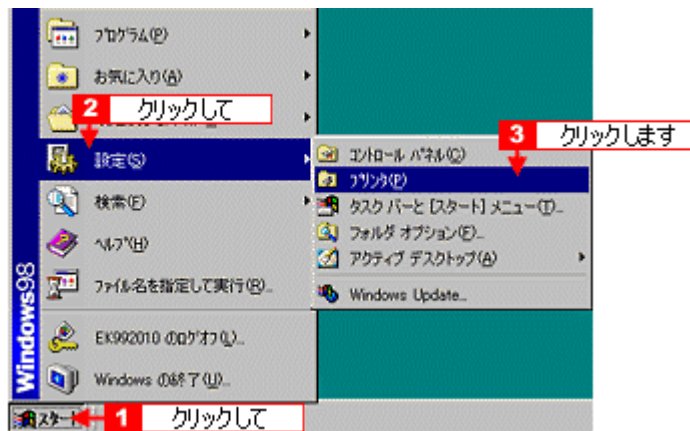 プログラム(P)
お気に入り(A)
2 クリックして
設定(S)
検索(F)
ヘルプ(H)
ファイル名を指定して実行(R)...
EK992010 のログオフ(L)...
Windows の終了(U)...
Windows98
スタート
1 クリックして
3 クリックします
コントロール パネル(C)
プリンタ(P)
タスク バーと [スタート] メニュー(T)...
フォルダ オプション(F)...
アクティブ デスクトップ(A)
Windows Update...